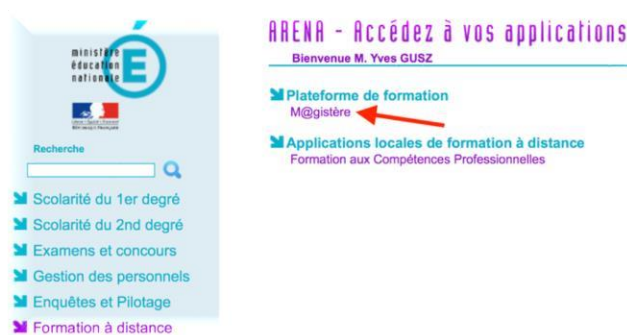 ministère
éducation
nationale
É
Recherche
Scolarité du 1er degré
Scolarité du 2nd degré
Examens et concours
Gestion des personnels
Enquêtes et Pilotage
Formation à distance
ARENA - Accédez à vos applications
Bienvenue M. Yves GUSZ
Plateforme de formation
M@gistère
Applications locales de formation à distance
Formation aux Compétences Professionnelles